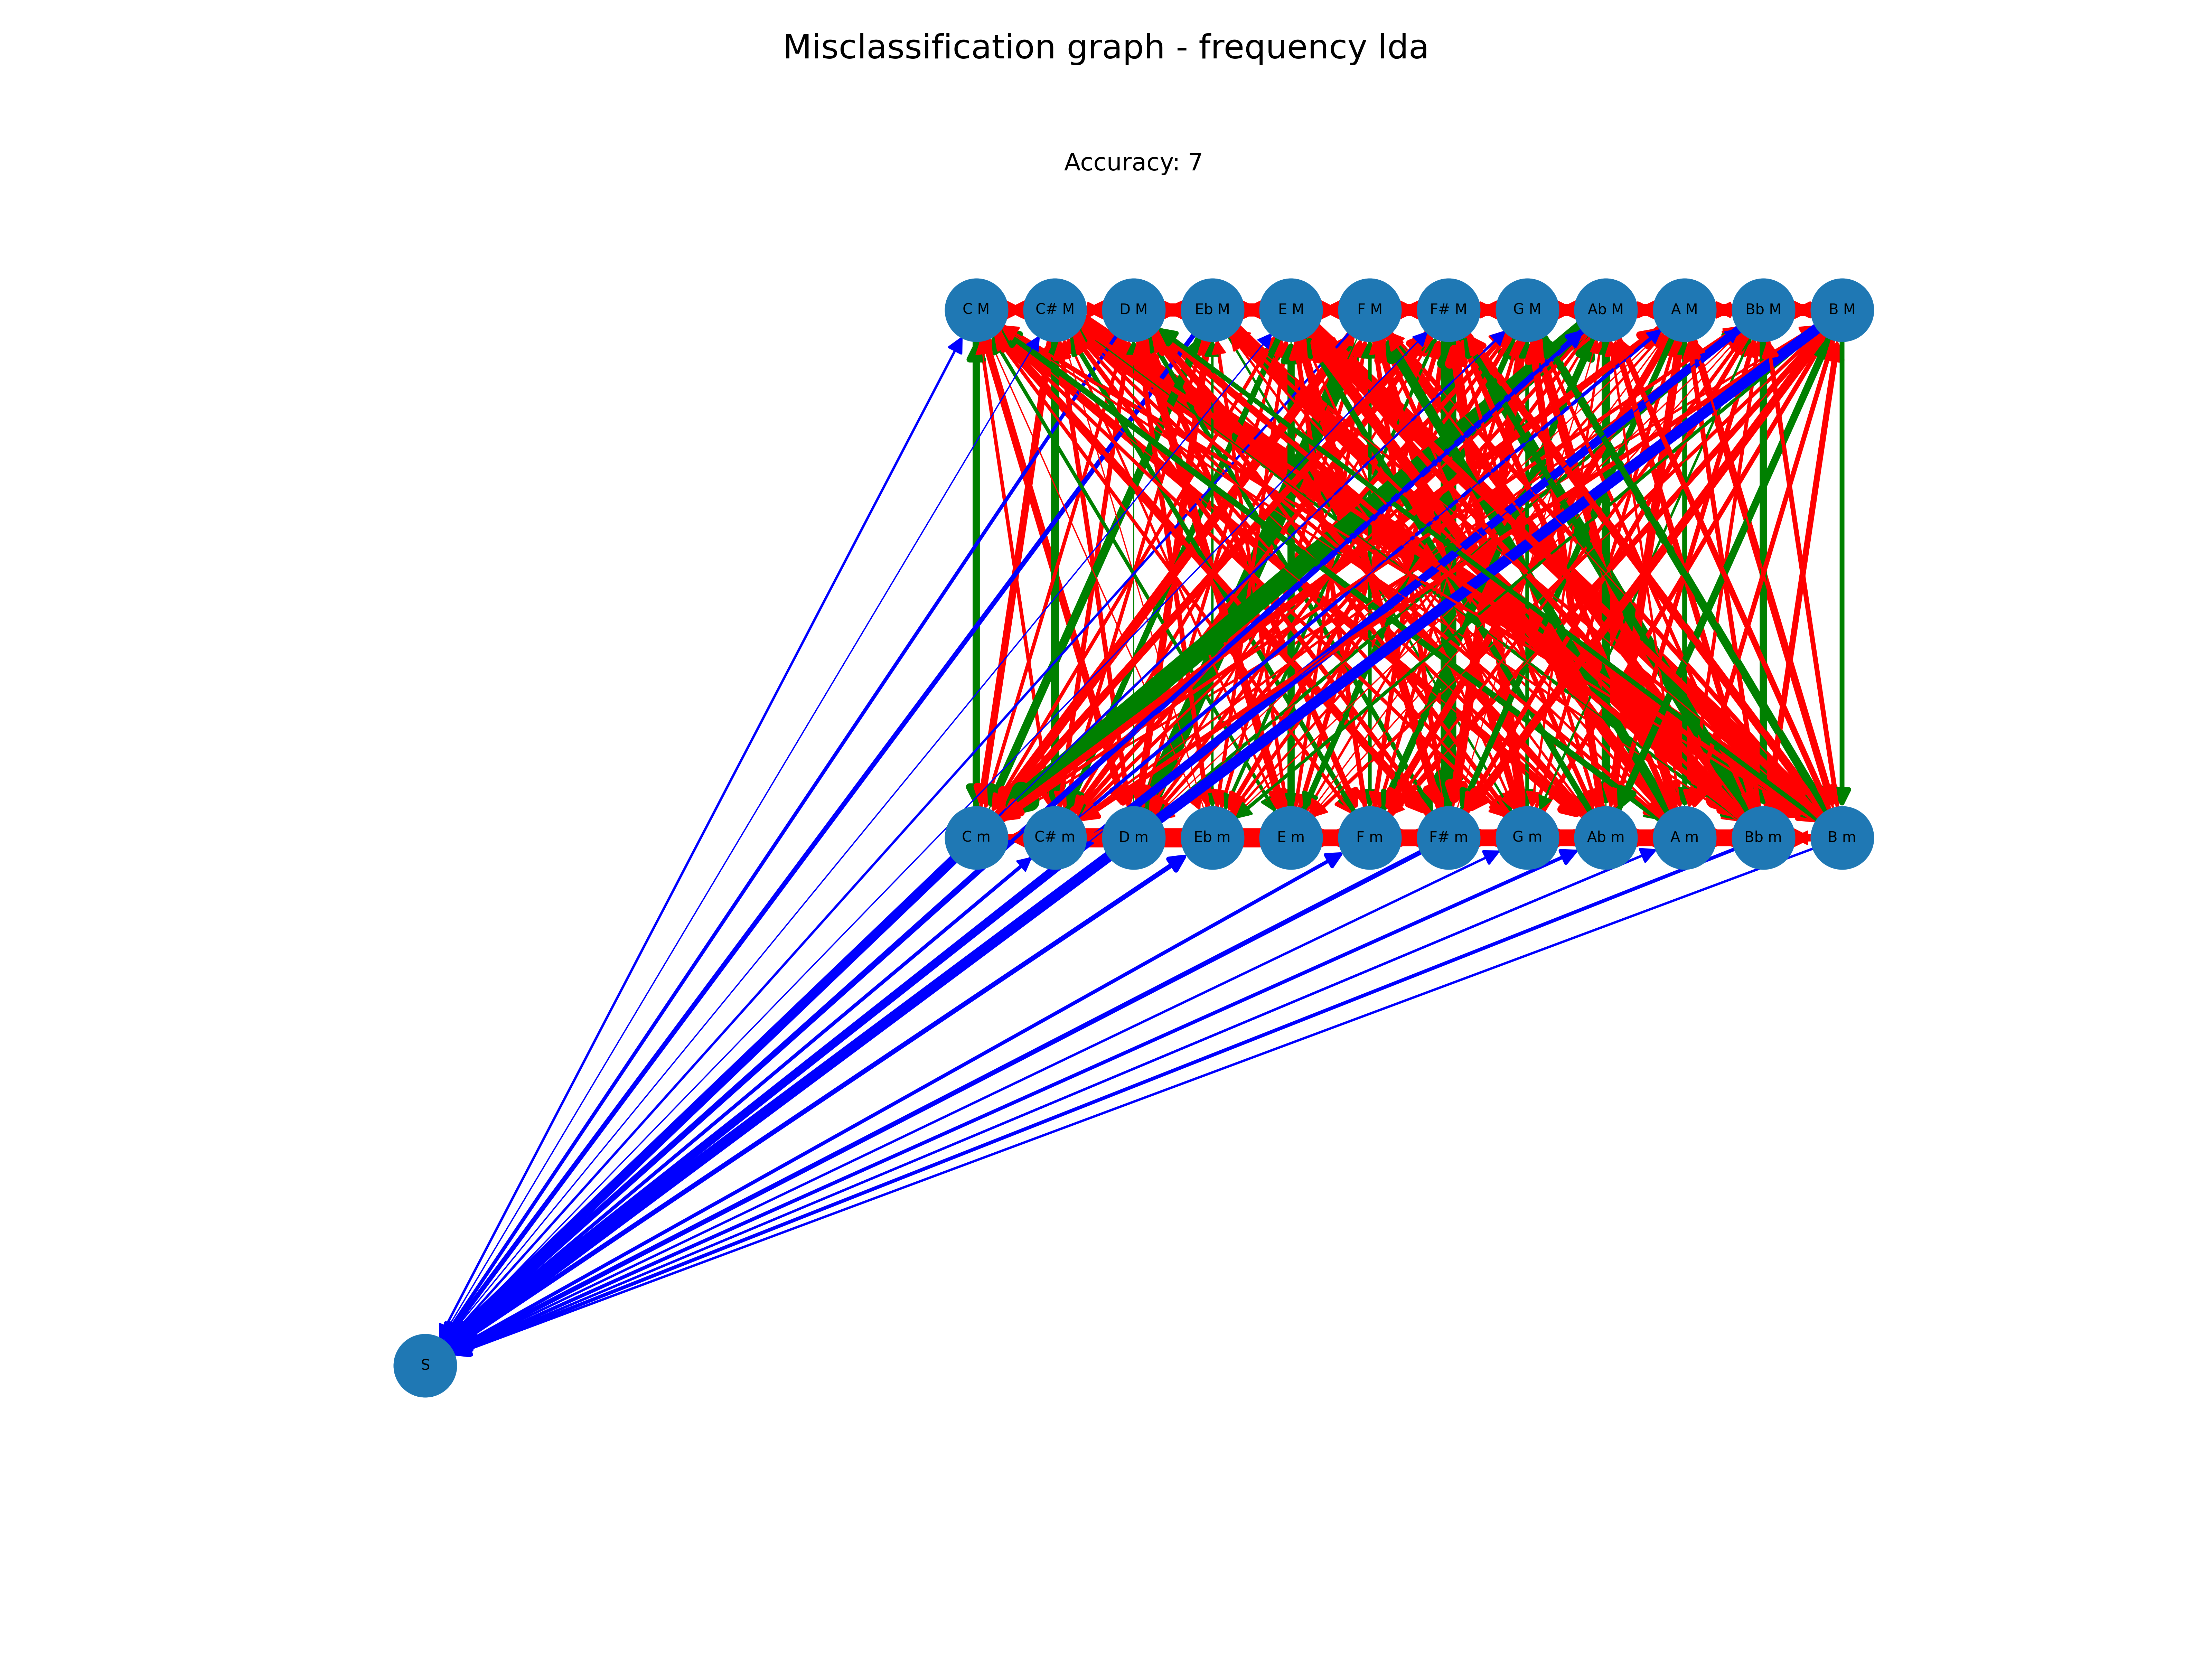 Misclassification graph - frequency lda
Accuracy: 7
C M C# M D M Eb M E M F M F# M G M Ab M A M Bb M B M
C m C# m D m Eb m E m F m F# m G m Ab m A m Bb m B m
S